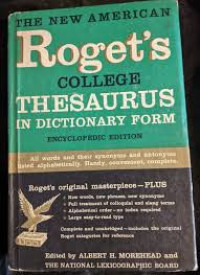 THE NEW AMERICAN
Roget's
COLLEGE
THESAURUS
IN DICTIONARY FORM
ENCYCLOPEDIC EDITION
All words and their synonyms and antonyms
listed alphabetically. Handy, convenient, complete.
Roget's original masterpiece—PLUS
• New words, new phrases, new synonyms
• Full treatment of colloquial and slang terms
• Alphabetical order - no index required
• Large easy-to-read type
Complete and unabridged - includes the original
Roget categories for reference
Edited by ALBERT H. MOREHEAD and
THE NATIONAL LEXICOGRAPHIC BOARD